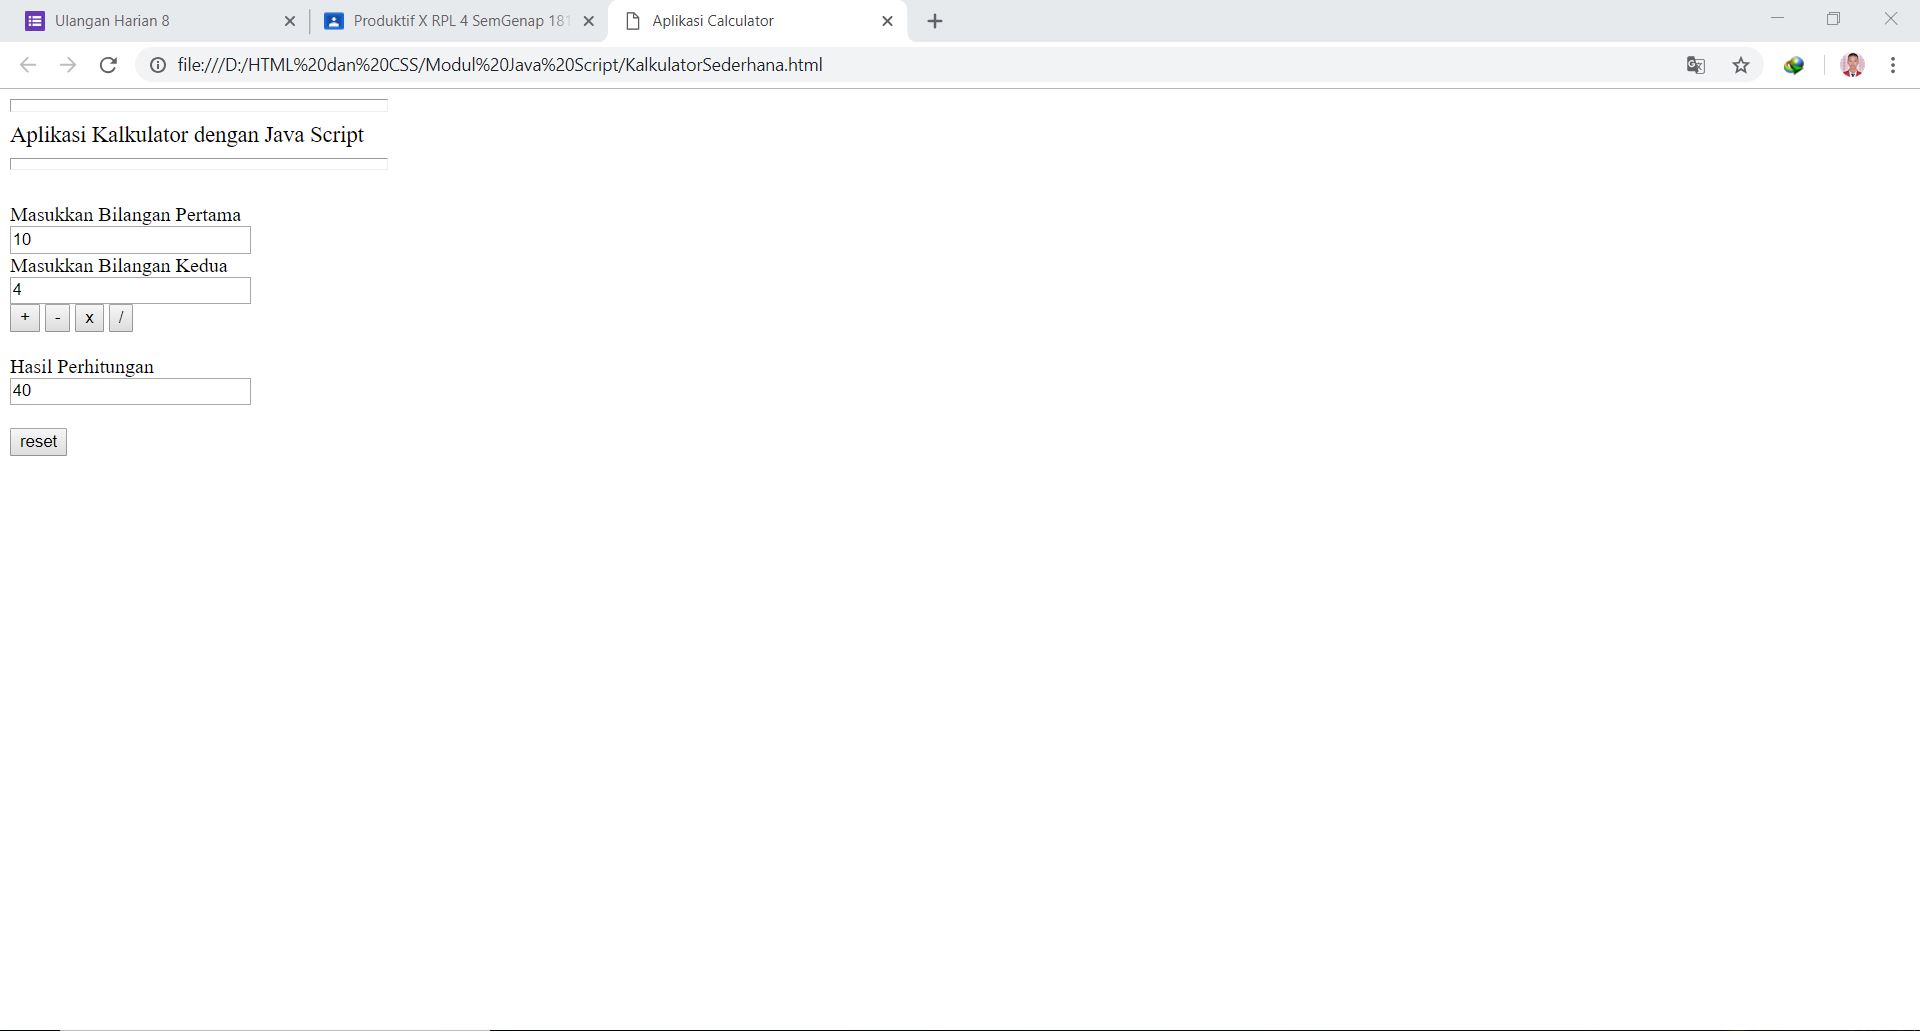 Ulangan Harian 8
Produktif X RPL 4 SemGenap 181
Aplikasi Calculator
file:///D:/HTML%20dan%20CSS/Modul%20Java%20Script/KalkulatorSederhana.html
Aplikasi Kalkulator dengan Java Script
Masukkan Bilangan Pertama
10
Masukkan Bilangan Kedua
4
+ - x /
Hasil Perhitungan
40
reset